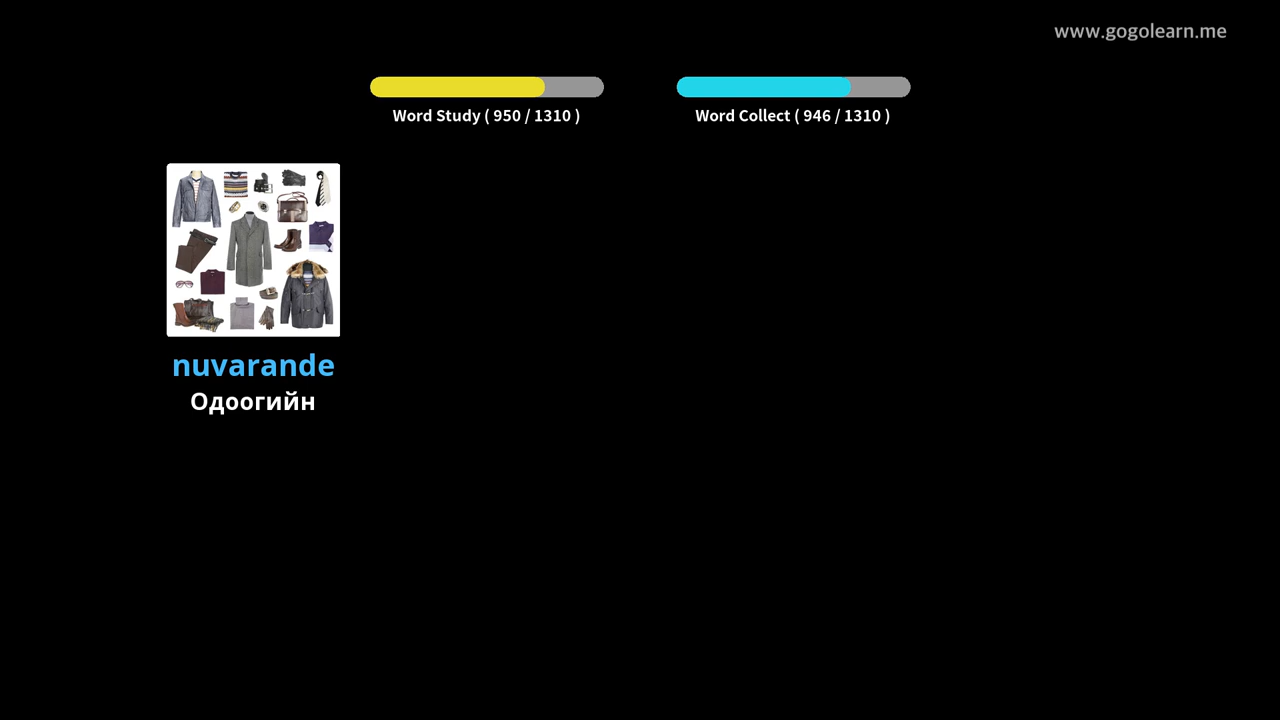 www.gogolearn.me
Word Study ( 950 / 1310 )
Word Collect ( 946 / 1310 )
nuvarande
Одоогийн